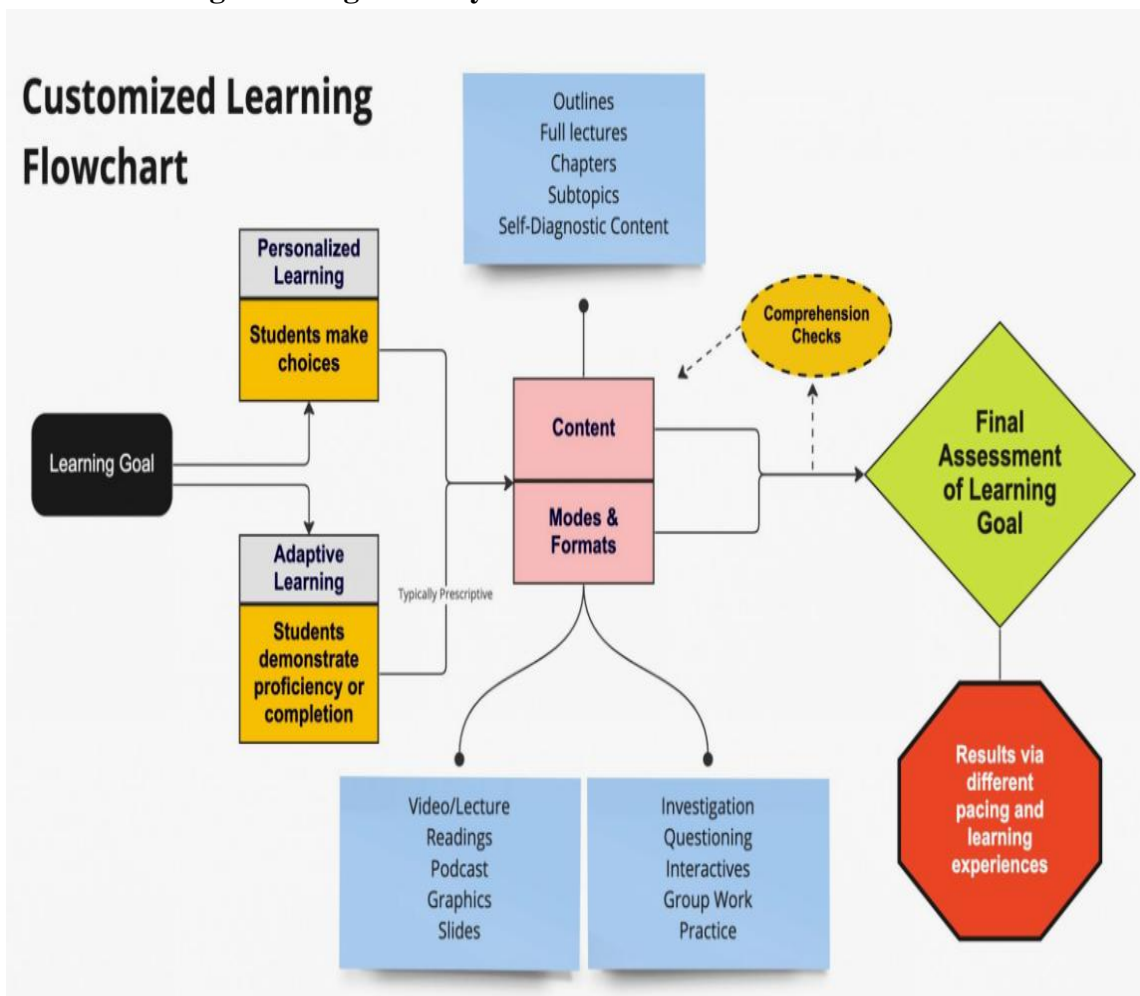 Customized Learning
Flowchart
Outlines
Full lectures
Chapters
Subtopics
Self-Diagnostic Content
Personalized
Learning
Students make
choices
Comprehension
Checks
Learning Goal
Content
Modes &
Formats
Final
Assessment
of Learning
Goal
Adaptive
Learning
Students
demonstrate
proficiency or
completion
Typically Prescriptive
Video/Lecture
Readings
Podcast
Graphics
Slides
Investigation
Questioning
Interactives
Group Work
Practice
Results via
different
pacing and
learning
experiences